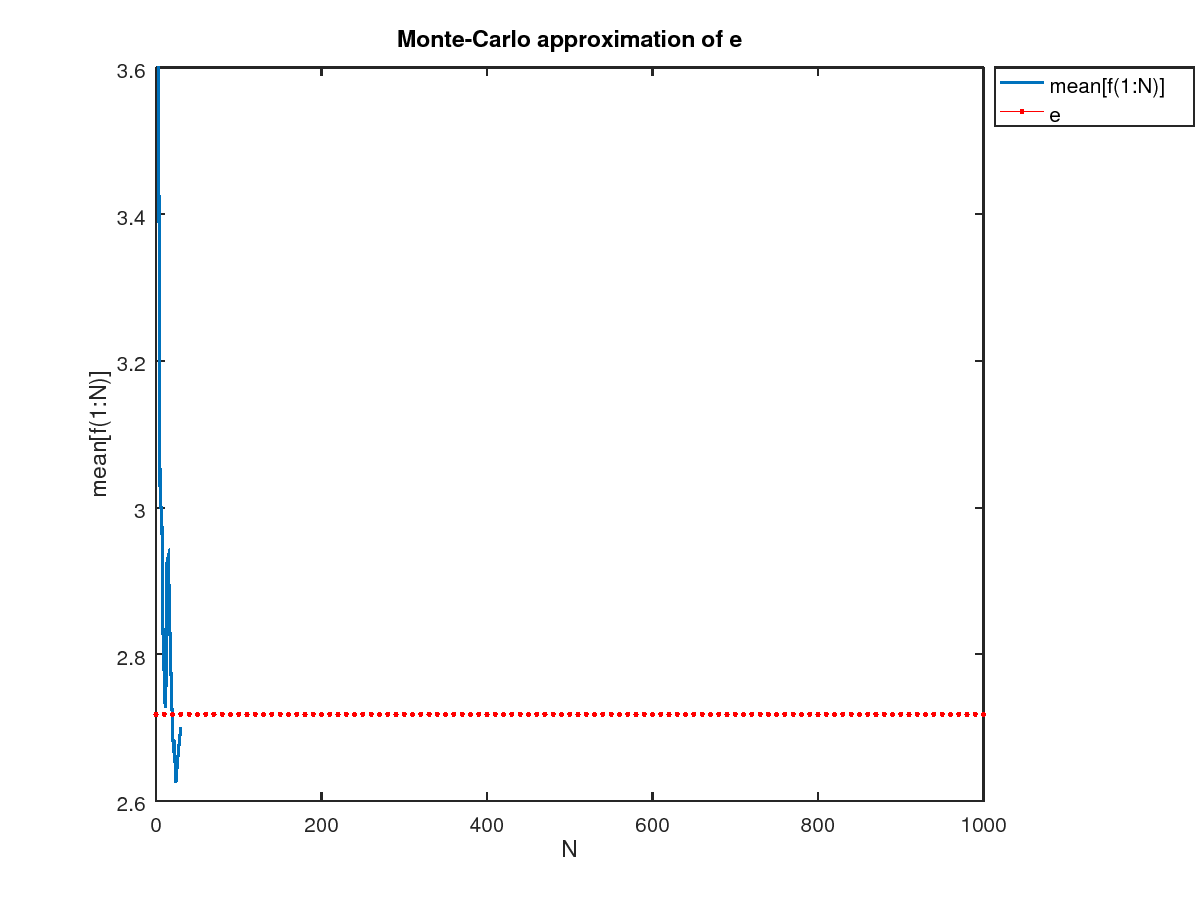 Monte-Carlo approximation of e
mean[f(1:N)]
e
3.6
3.4
3.2
3
2.8
2.6
mean[f(1:N)]
0 200 400 600 800 1000
N